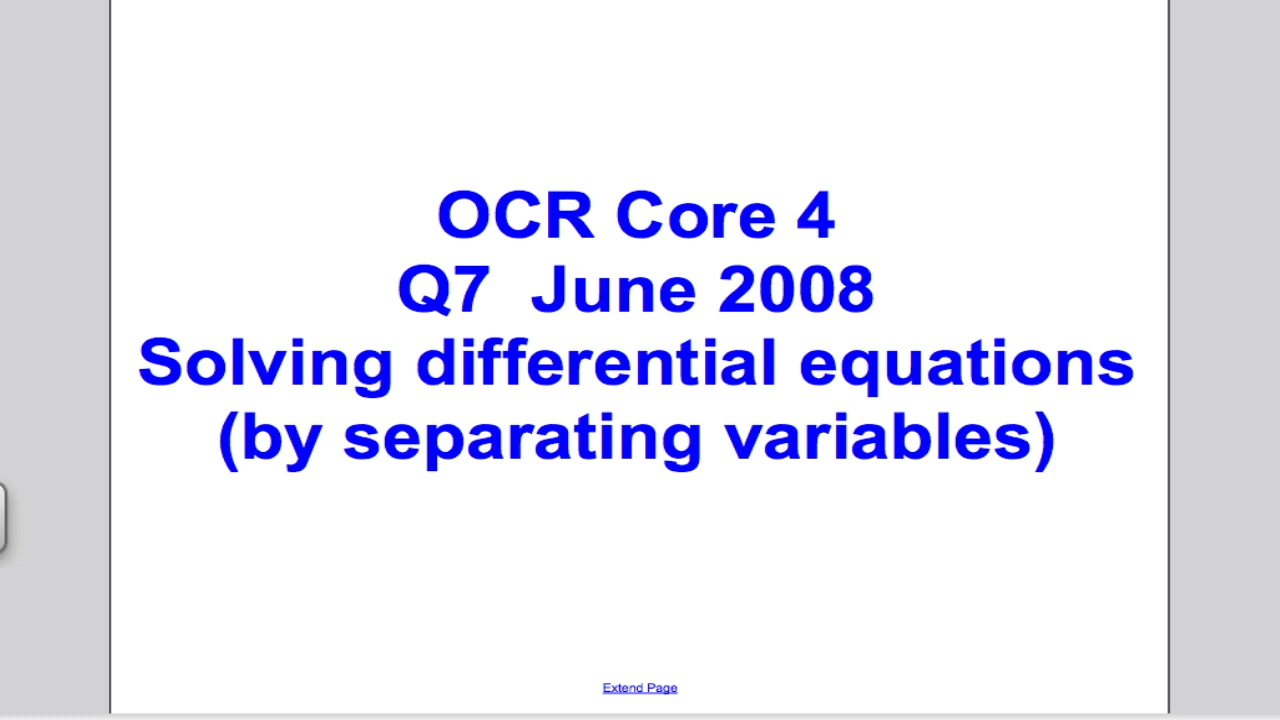 OCR Core 4
Q7 June 2008
Solving differential equations
(by separating variables)
Extend Page